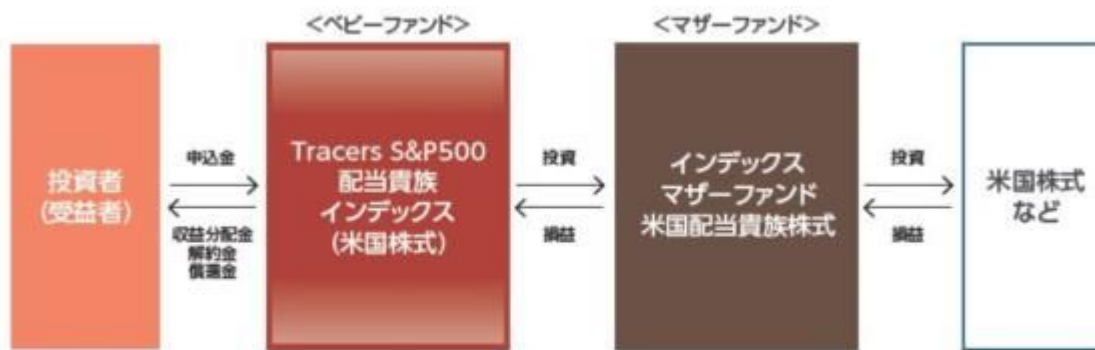 ＜ベビーファンド＞
＜マザーファンド＞
投資者
(受益者)
申込金
収益分配金
解約金
償還金
Tracers S&P500
配当貴族
インデックス
(米国株式)
投資
損益
インデックス
マザーファンド
米国配当貴族株式
投資
損益
米国株式
など